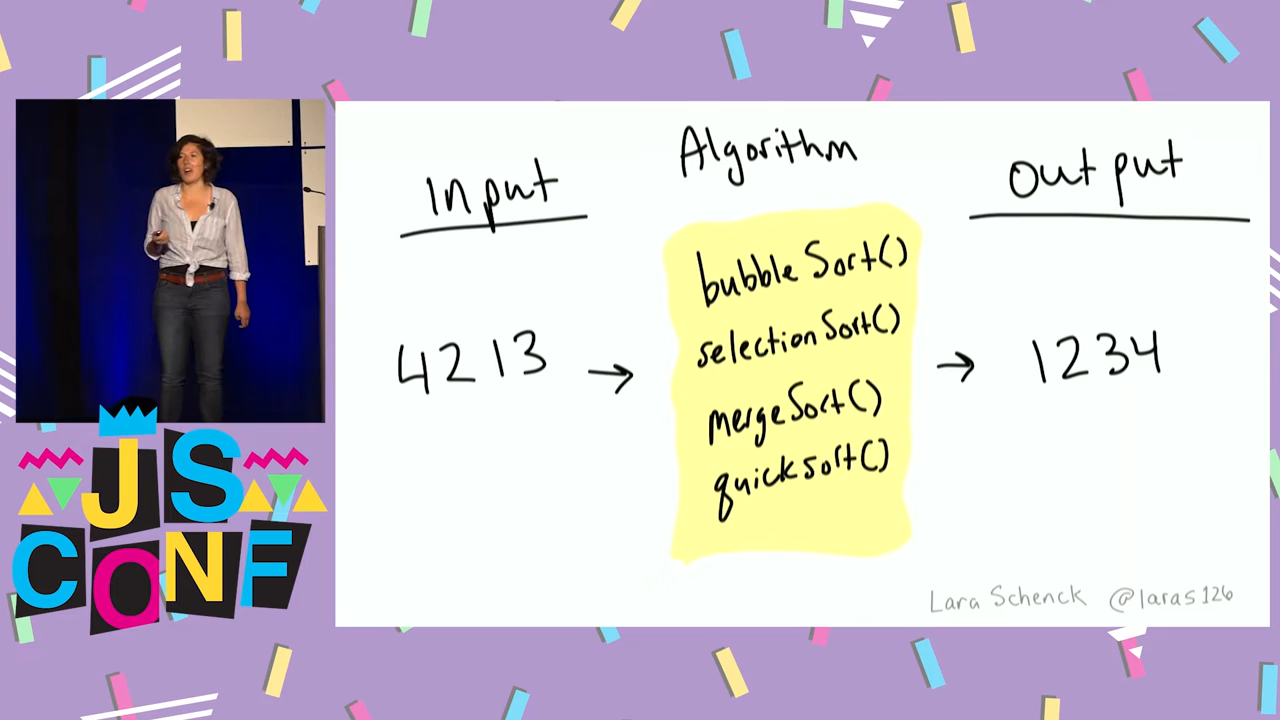 Input
Algorithm
Output
bubbleSort()
selectionSort()
mergeSort()
quickSort()
4213 → → 1234
Lara Schenck @laras126
JS
CONF